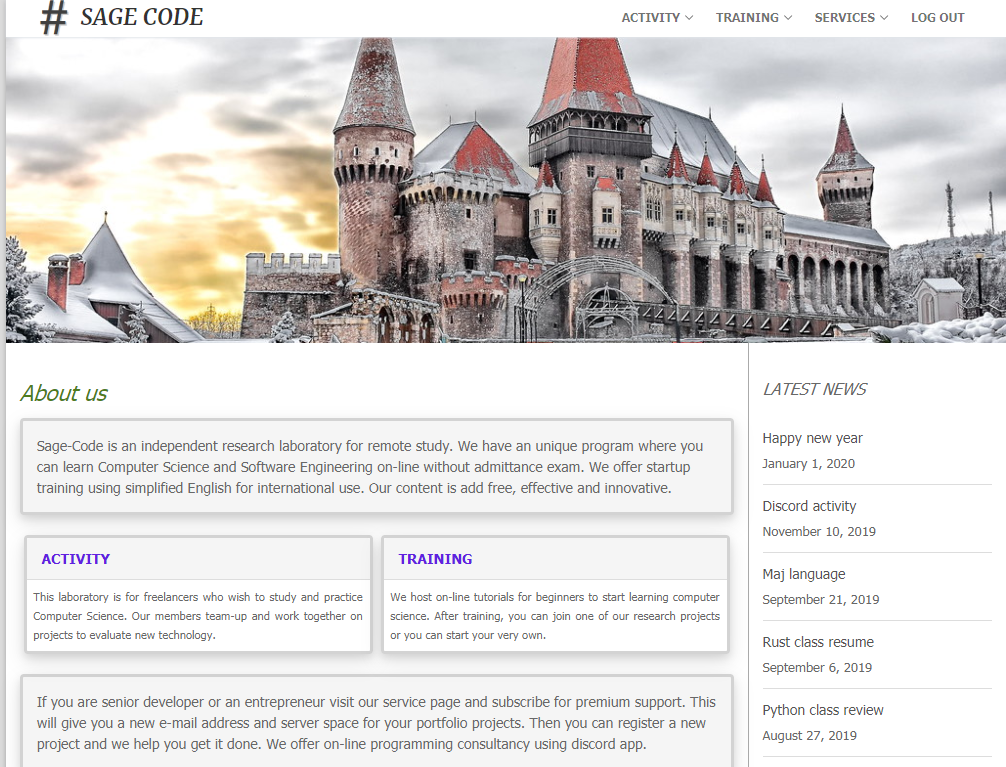 # SAGE CODE
ACTIVITY TRAINING SERVICES LOG OUT
About us
Sage-Code is an independent research laboratory for remote study. We have an unique program where you
can learn Computer Science and Software Engineering on-line without admittance exam. We offer startup
training using simplified English for international use. Our content is add free, effective and innovative.
ACTIVITY
This laboratory is for freelancers who wish to study and practice
Computer Science. Our members team-up and work together on
projects to evaluate new technology.
TRAINING
We host on-line tutorials for beginners to start learning computer
science. After training, you can join one of our research projects
or you can start your very own.
If you are senior developer or an entrepreneur visit our service page and subscribe for premium support. This
will give you a new e-mail address and server space for your portfolio projects. Then you can register a new
project and we help you get it done. We offer on-line programming consultancy using discord app.
LATEST NEWS
Happy new year
January 1, 2020
Discord activity
November 10, 2019
Maj language
September 21, 2019
Rust class resume
September 6, 2019
Python class review
August 27, 2019